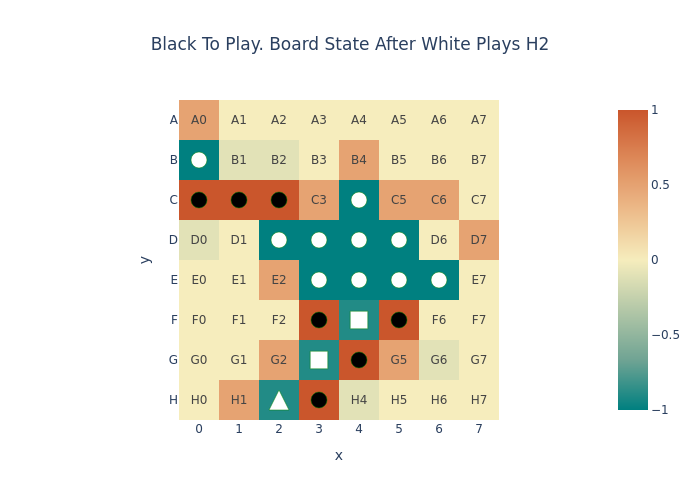 Black To Play. Board State After White Plays H2
A A0 A1 A2 A3 A4 A5 A6 A7
B B1 B2 B3 B4 B5 B6 B7
C C3 C5 C6 C7
D D0 D1 D6 D7
E E0 E1 E2 E7
F F0 F1 F2 F6 F7
G G0 G1 G2 G5 G6 G7
H H0 H1 H4 H5 H6 H7
0 1 2 3 4 5 6 7
x
y
1
0.5
0
−0.5
−1